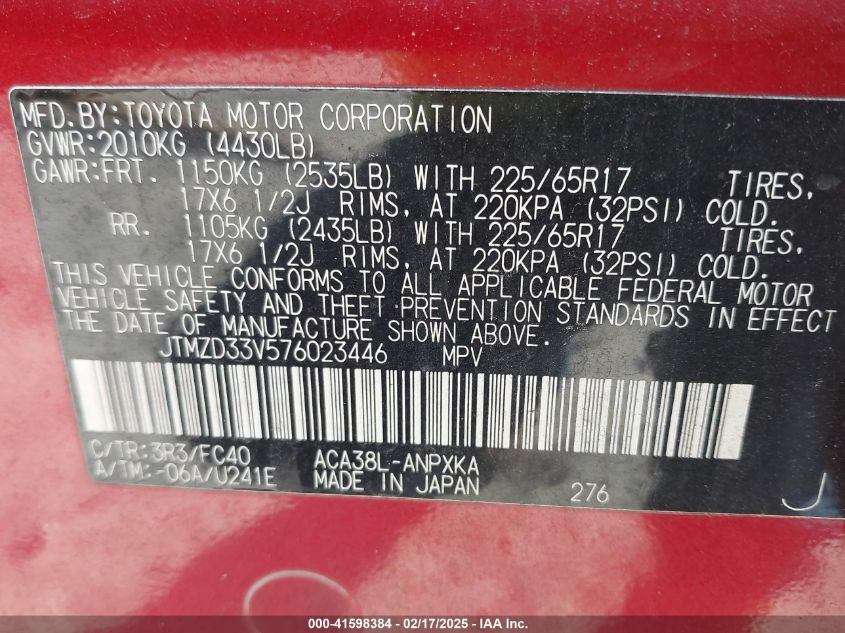 MFD.BY:TOYOTA MOTOR CORPORATION
GVWR:2010KG (4430LB)
GAWR:FRT. 1150KG (2535LB) WITH 225/65R17 TIRES,
17X6 1/2J RIMS, AT 220KPA (32PSI) COLD.
RR. 1105KG (2435LB) WITH 225/65R17 TIRES,
17X6 1/2J RIMS, AT 220KPA (32PSI) COLD.
THIS VEHICLE CONFORMS TO ALL APPLICABLE FEDERAL MOTOR
VEHICLE SAFETY AND THEFT PREVENTION STANDARDS IN EFFECT
THE DATE OF MANUFACTURE SHOWN ABOVE.
JTMZD33V576023446 MPV
C/TR:3R3/FC40 ACA38L-ANPXKA
A/TM:-06A/U241E MADE IN JAPAN 276 J
000-41598384 - 02/17/2025 - IAA Inc.